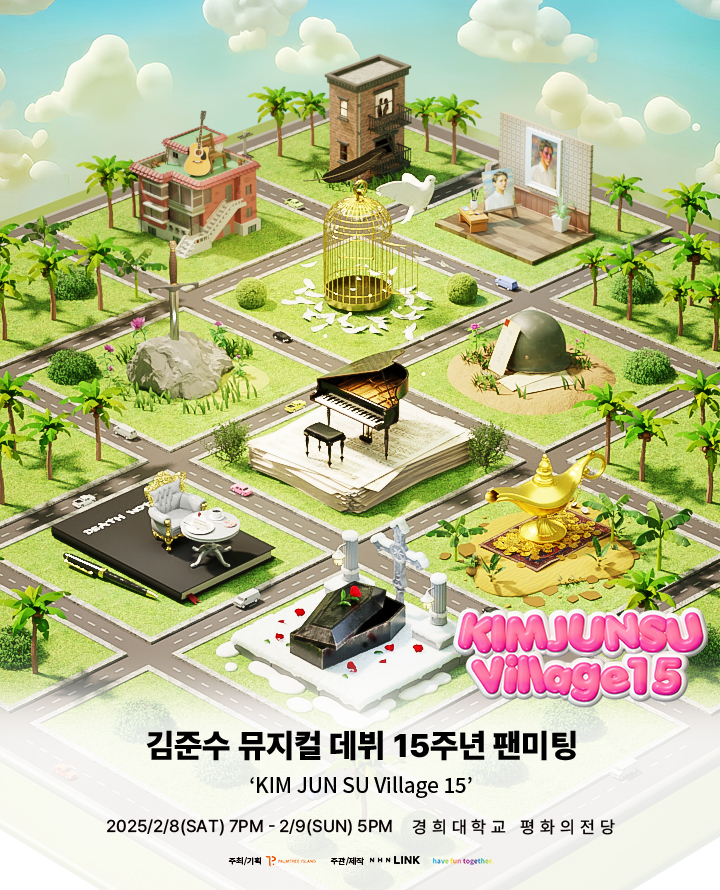 DEATH NOTE
KIMJUNSU
Village15
김준수 뮤지컬 데뷔 15주년 팬미팅
‘KIM JUN SU Village 15’
2025/2/8(SAT) 7PM - 2/9(SUN) 5PM 경희대학교 평화의전당
주최/기획 PALMTREE ISLAND 주관/제작 NHN LINK have fun together.